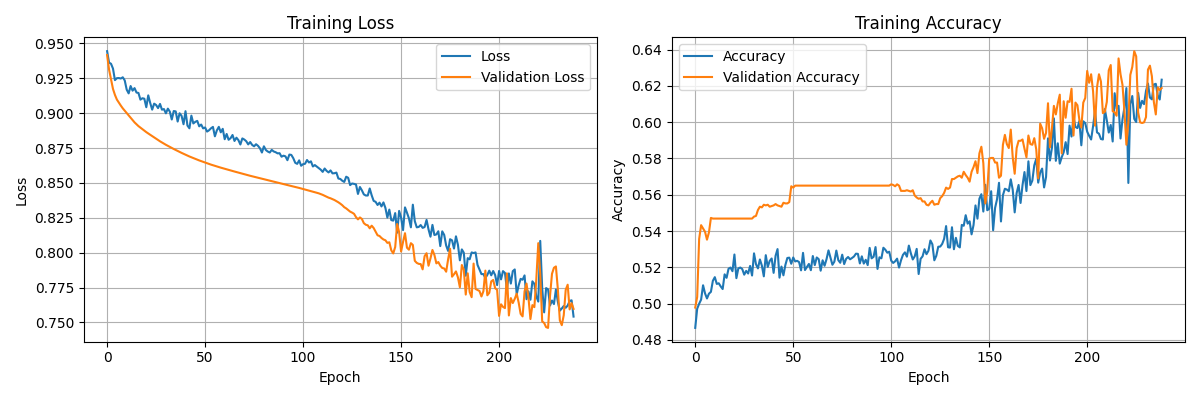 Training Loss
Loss
0.950
0.925
0.900
0.875
0.850
0.825
0.800
0.775
0.750
Loss
Validation Loss
0
50
100
150
200
Epoch
Training Accuracy
Accuracy
0.64
0.62
0.60
0.58
0.56
0.54
0.52
0.50
0.48
Accuracy
Validation Accuracy
0
50
100
150
200
Epoch